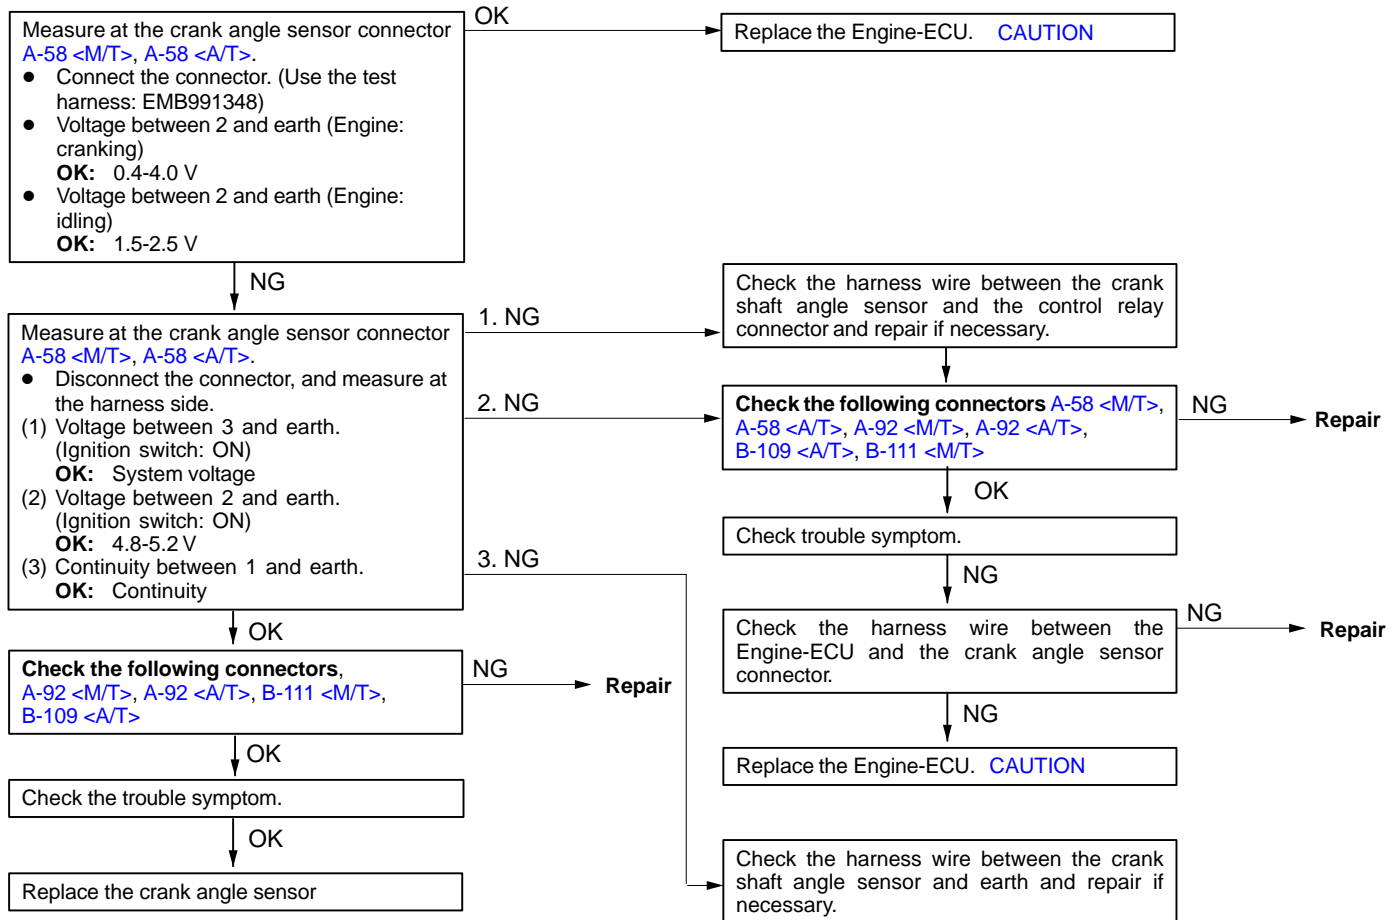 Measure at the crank angle sensor connector
A-58 <M/T>, A-58 <A/T>.
● Connect the connector. (Use the test
harness: EMB991348)
● Voltage between 2 and earth (Engine:
cranking)
OK: 0.4-4.0 V
● Voltage between 2 and earth (Engine:
idling)
OK: 1.5-2.5 V
OK
Replace the Engine-ECU. CAUTION
NG
Measure at the crank angle sensor connector
A-58 <M/T>, A-58 <A/T>.
● Disconnect the connector, and measure at
the harness side.
(1) Voltage between 3 and earth.
(Ignition switch: ON)
OK: System voltage
(2) Voltage between 2 and earth.
(Ignition switch: ON)
OK: 4.8-5.2 V
(3) Continuity between 1 and earth.
OK: Continuity
1. NG
Check the harness wire between the crank
shaft angle sensor and the control relay
connector and repair if necessary.
2. NG
Check the following connectors A-58 <M/T>,
A-58 <A/T>, A-92 <M/T>, A-92 <A/T>,
B-109 <A/T>, B-111 <M/T>
NG
Repair
OK
Check trouble symptom.
NG
Check the harness wire between the
Engine-ECU and the crank angle sensor
connector.
NG
Repair
NG
Replace the Engine-ECU. CAUTION
3. NG
Check the harness wire between the crank
shaft angle sensor and earth and repair if
necessary.
OK
Check the following connectors,
A-92 <M/T>, A-92 <A/T>, B-111 <M/T>,
B-109 <A/T>
NG
Repair
OK
Check the trouble symptom.
OK
Replace the crank angle sensor